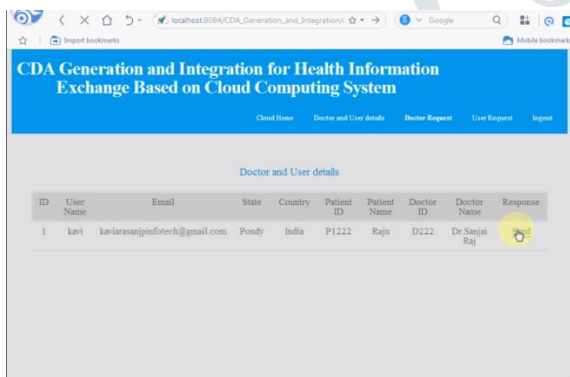 localhost:8084/CDA_Generation_and_Integration/
Google
Import bookmarks
Mobile bookmark
CDA Generation and Integration for Health Information
Exchange Based on Cloud Computing System
Cloud Home Doctor and User details Doctor Request User Request logout
Doctor and User details
ID User Name Email State Country Patient ID Patient Name Doctor ID Doctor Name Response
1 kavi kaviarasanjpinfotech@gmail.com Pondy India P1222 Raju D222 Dr.Sanjai Raj